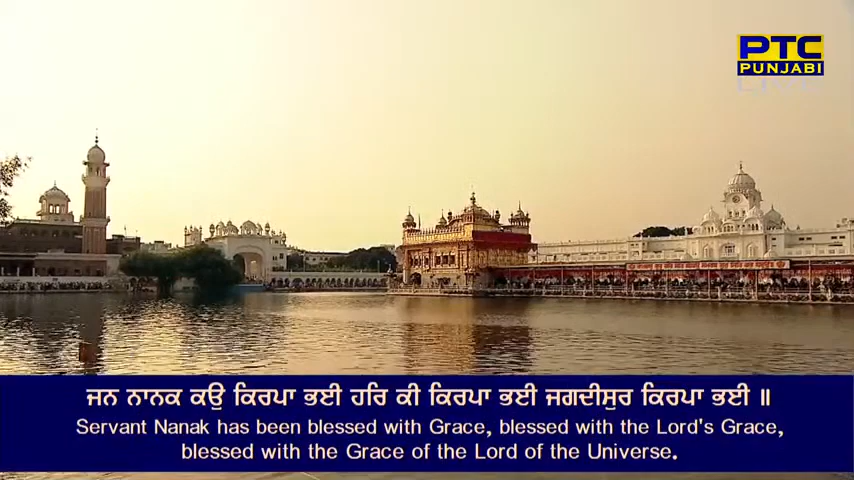 PTC
PUNJABI
LIVE
ਜਨ ਨਾਨਕ ਕਉ ਕਿਰਪਾ ਭਈ ਹਰਿ ਕੀ ਕਿਰਪਾ ਭਈ ਜਗਦੀਸੁਰ ਕਿਰਪਾ ਭਈ ॥
Servant Nanak has been blessed with Grace, blessed with the Lord's Grace,
blessed with the Grace of the Lord of the Universe.